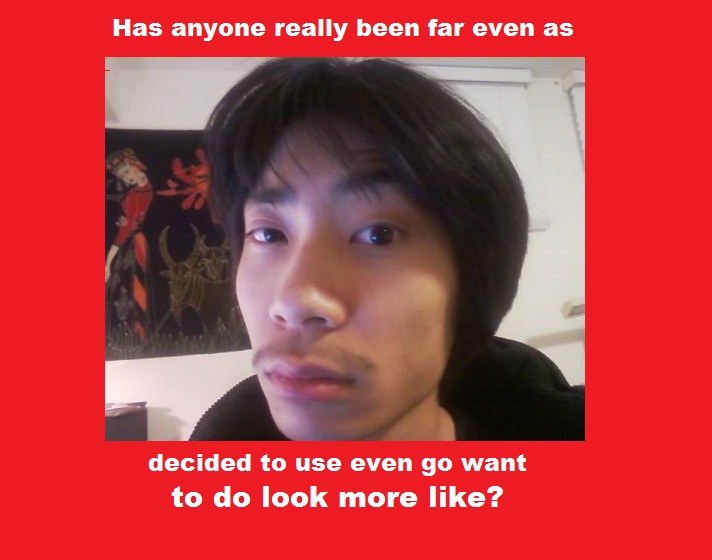 Has anyone really been far even as
decided to use even go want
to do look more like?